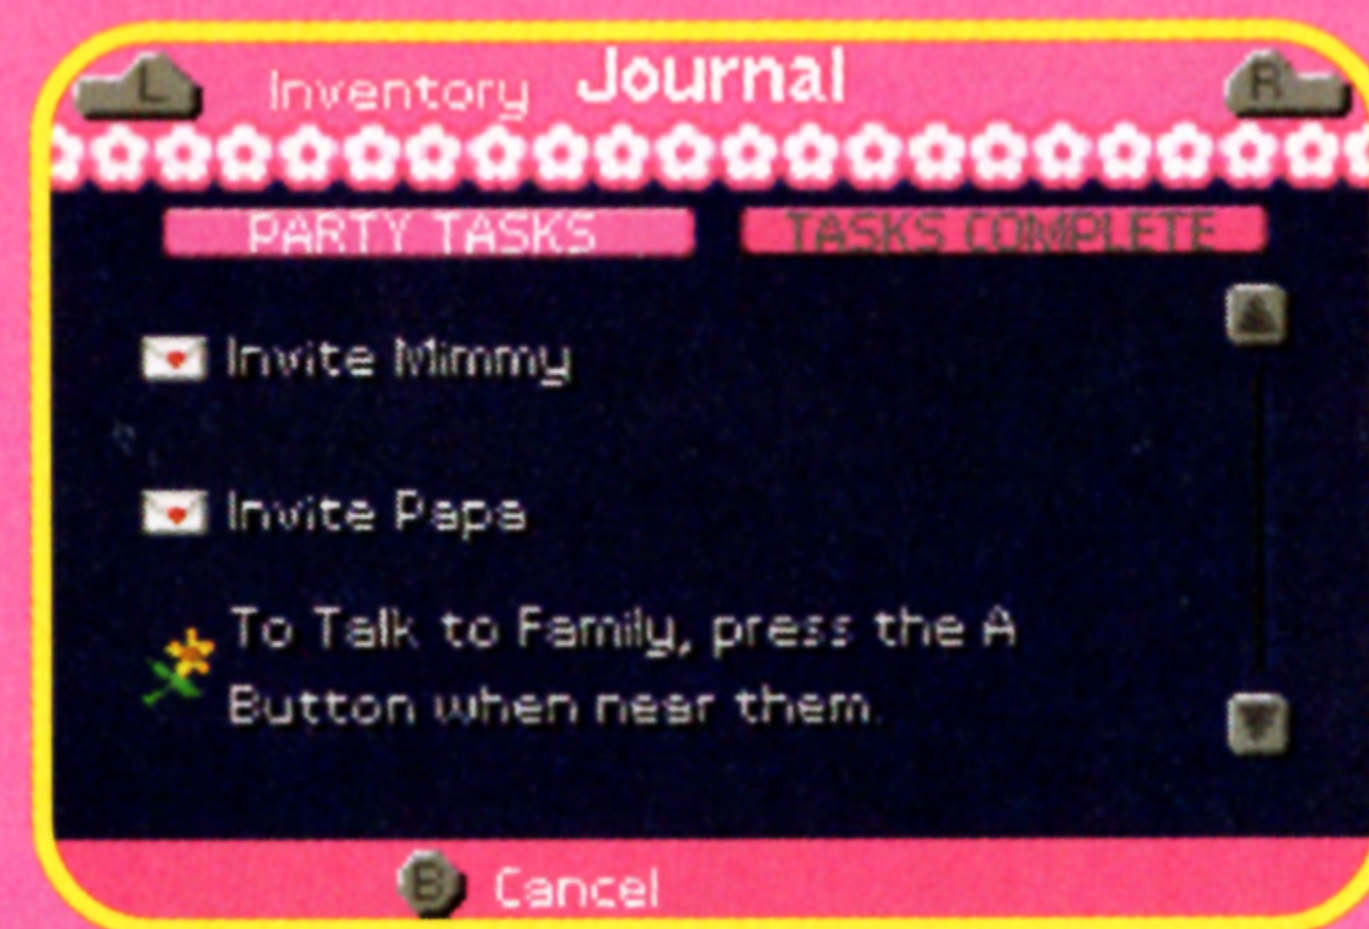 L Inventory Journal R
PARTY TASKS TASKS COMPLETE
Invite Mimmy
Invite Papa
To Talk to Family, press the A
Button when near them.
B Cancel